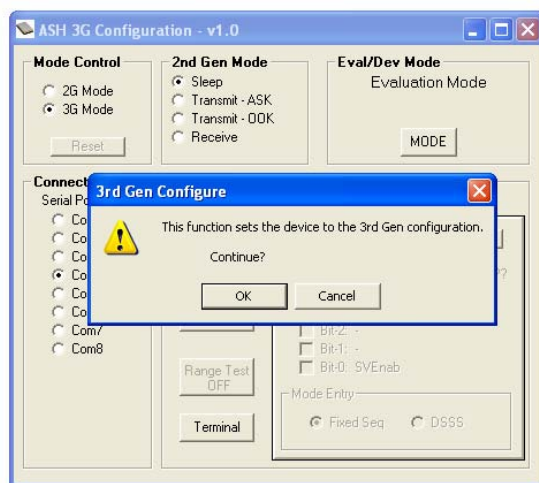 ASH 3G Configuration - v1.0
Mode Control
2G Mode
3G Mode
Reset
2nd Gen Mode
Sleep
Transmit - ASK
Transmit - OOK
Receive
Eval/Dev Mode
Evaluation Mode
MODE
3rd Gen Configure
This function sets the device to the 3rd Gen configuration.
Continue?
OK
Cancel
Com7
Com8
Range Test
OFF
Terminal
Bit-2: -
Bit-1: -
Bit-0: SVEnab
Mode Entry
Fixed Seq
DSSS